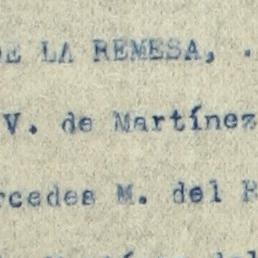 DE LA REMESA, .
V. de Martínez
rcedes M. del R